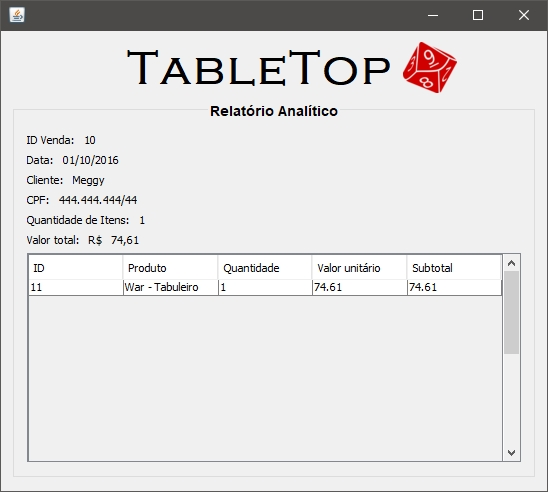 TABLETOP
9
8
Relatório Analítico
ID Venda: 10
Data: 01/10/2016
Cliente: Meggy
CPF: 444.444.444/44
Quantidade de Itens: 1
Valor total: R$ 74,61
ID Produto Quantidade Valor unitário Subtotal
11 War - Tabuleiro 1 74.61 74.61